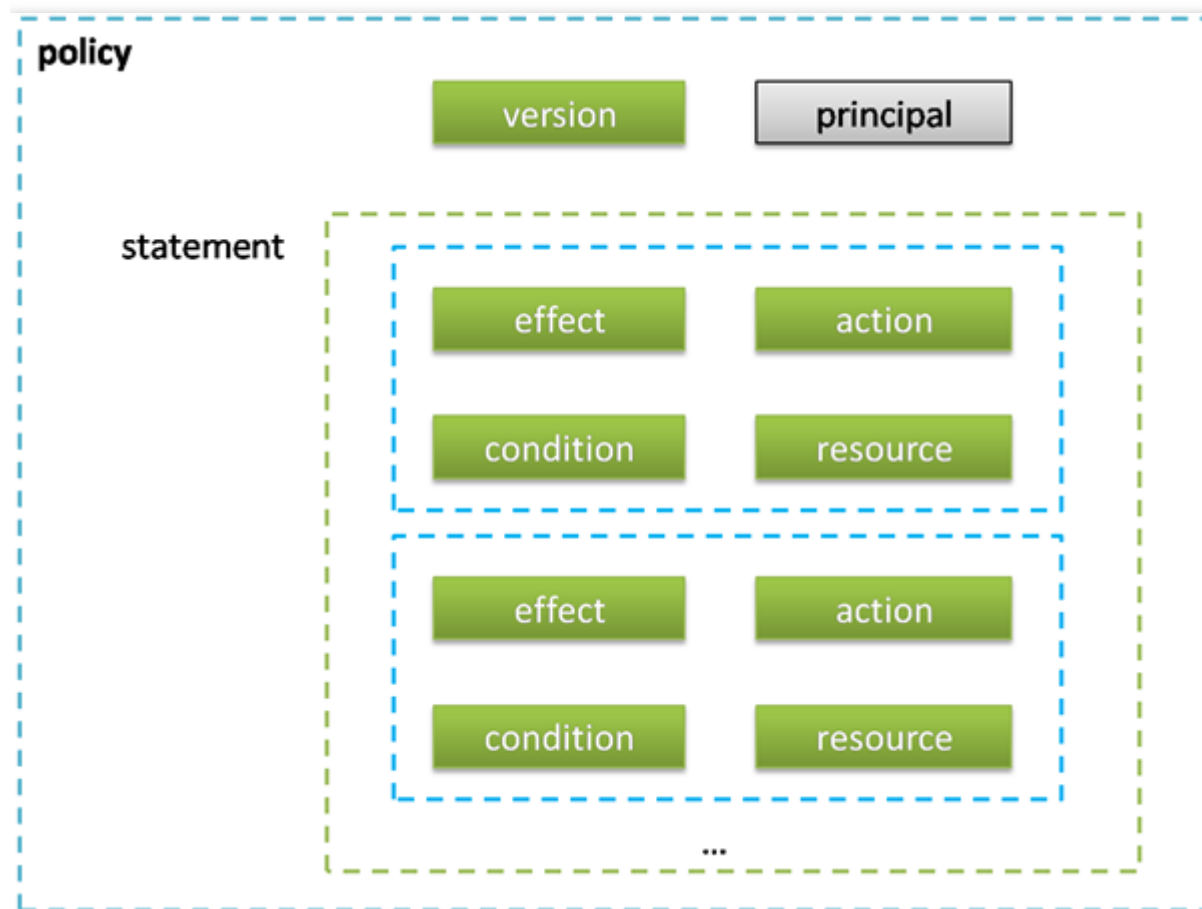 policy
version principal
statement
effect action
condition resource
effect action
condition resource
...